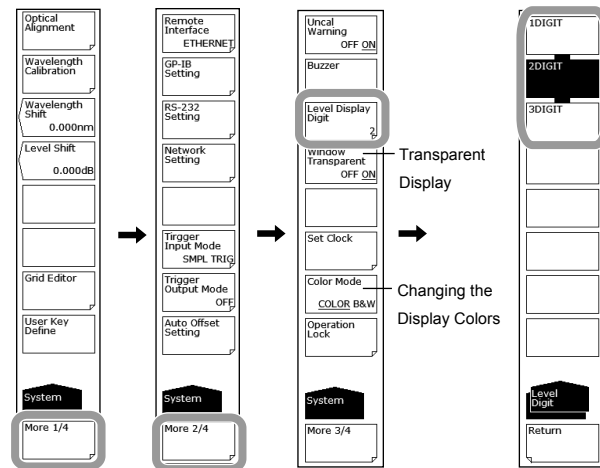 Optical
Alignment
Wavelength
Calibration
Wavelength
Shift
0.000nm
Level Shift
0.000dB
Grid Editor
User Key
Define
System
More 1/4
Remote
Interface
ETHERNET
GP-IB
Setting
RS-232
Setting
Network
Setting
Tirgger
Input Mode
SMPL TRIG
Trigger
Output Mode
OFF
Auto Offset
Setting
System
More 2/4
Uncal
Warning
OFF ON
Buzzer
Level Display
Digit
2
Window
Transparent
OFF ON
Set Clock
Color Mode
COLOR B&W
Operation
Lock
System
More 3/4
Transparent
Display
Changing the
Display Colors
1DIGIT
2DIGIT
3DIGIT
Level
Digit
Return